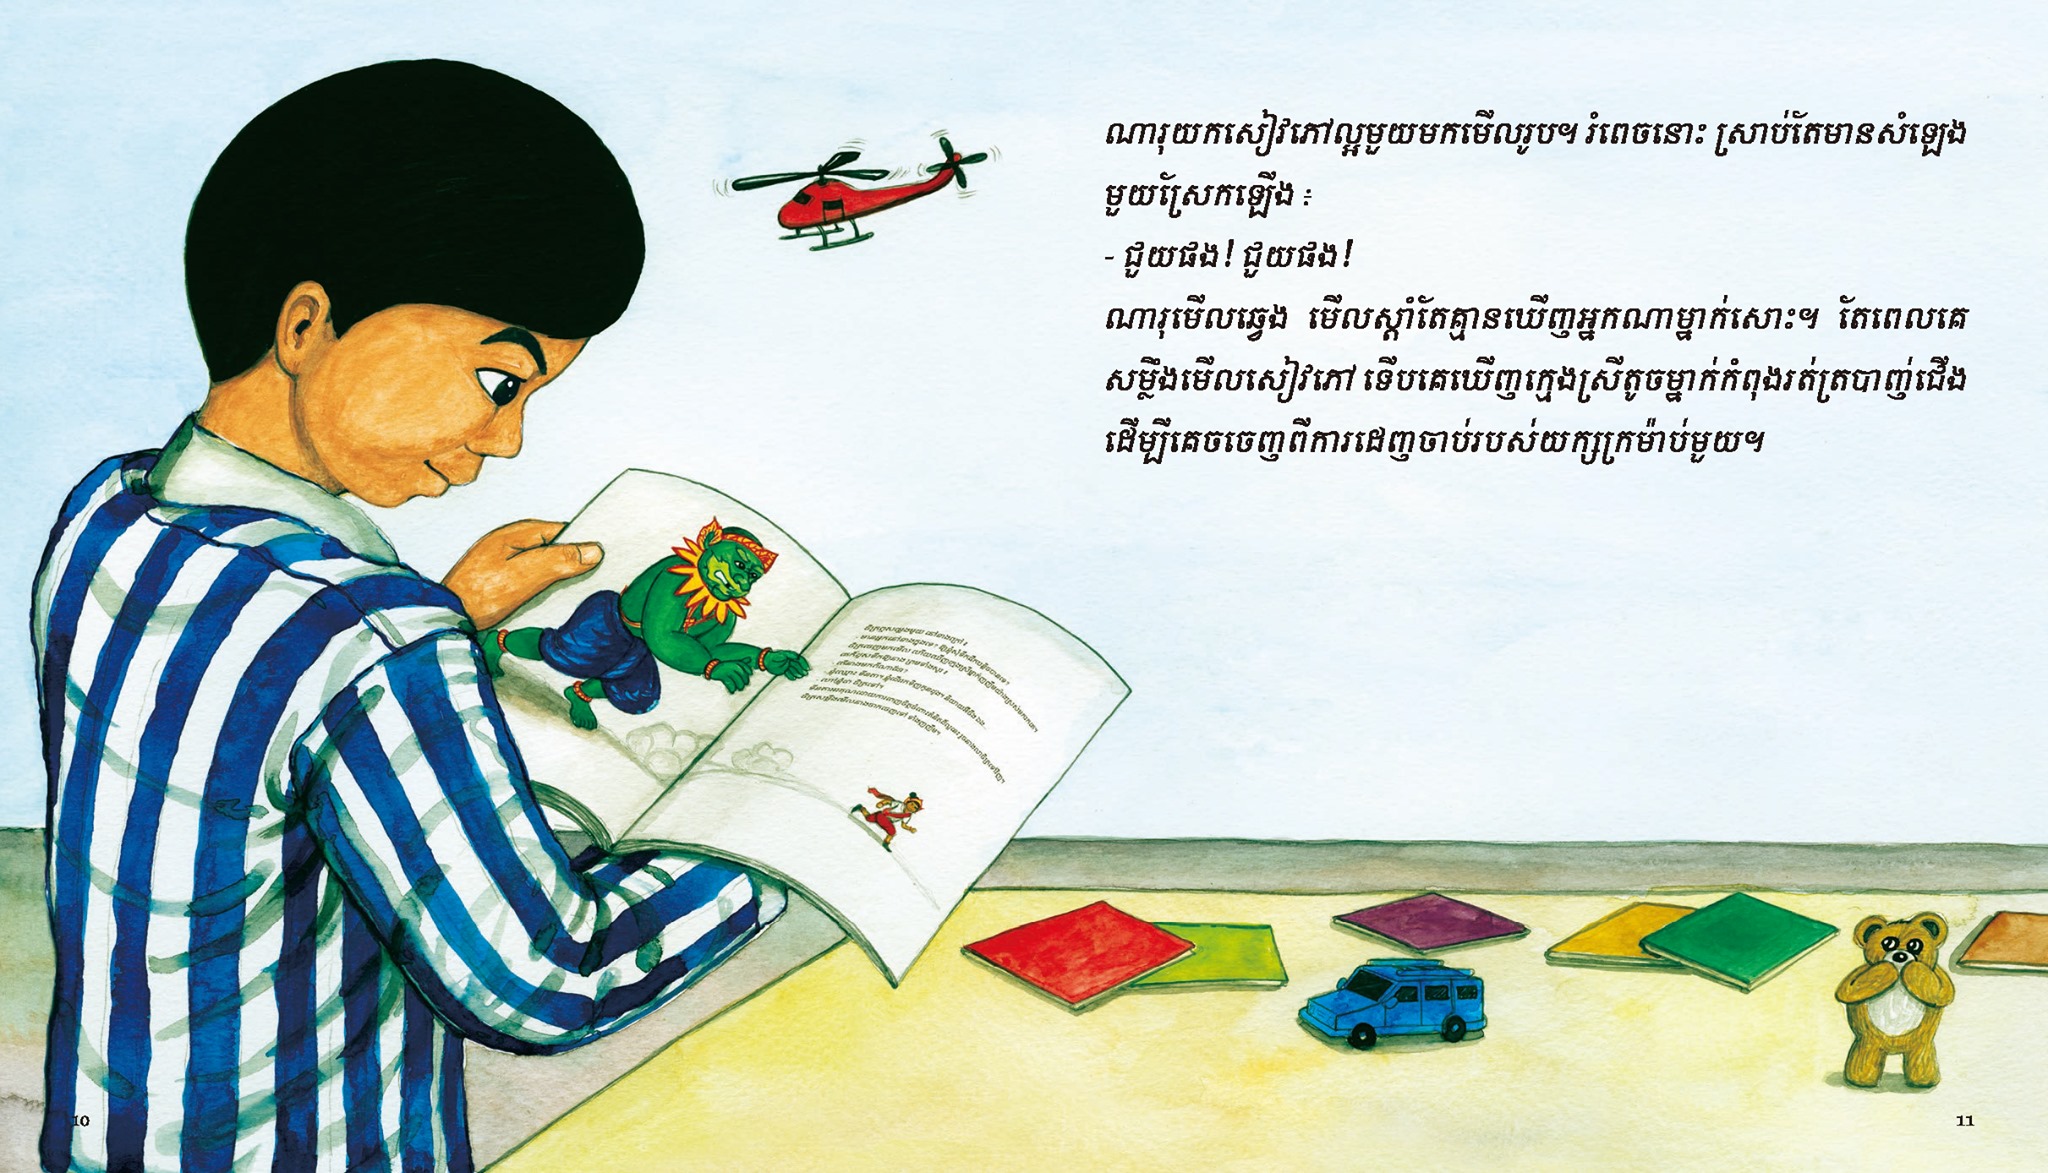 ណារុយកសៀវភៅល្អមួយមកមើលរូប។ រំពេចនោះ ស្រាប់តែមានសំឡេង
មួយស្រែកឡើង ៖
- ជួយផង! ជួយផង!
ណារុមើលឆ្វេង មើលស្ដាំតែគ្មានឃើញអ្នកណាម្នាក់សោះ។ តែពេលគេ
សម្លឹងមើលសៀវភៅ ទើបគេឃើញក្មេងស្រីតូចម្នាក់កំពុងរត់ត្របាញ់ជើង
ដើម្បីគេចចេញពីការដេញចាប់របស់យក្សក្រម៉ាប់មួយ។
10
11